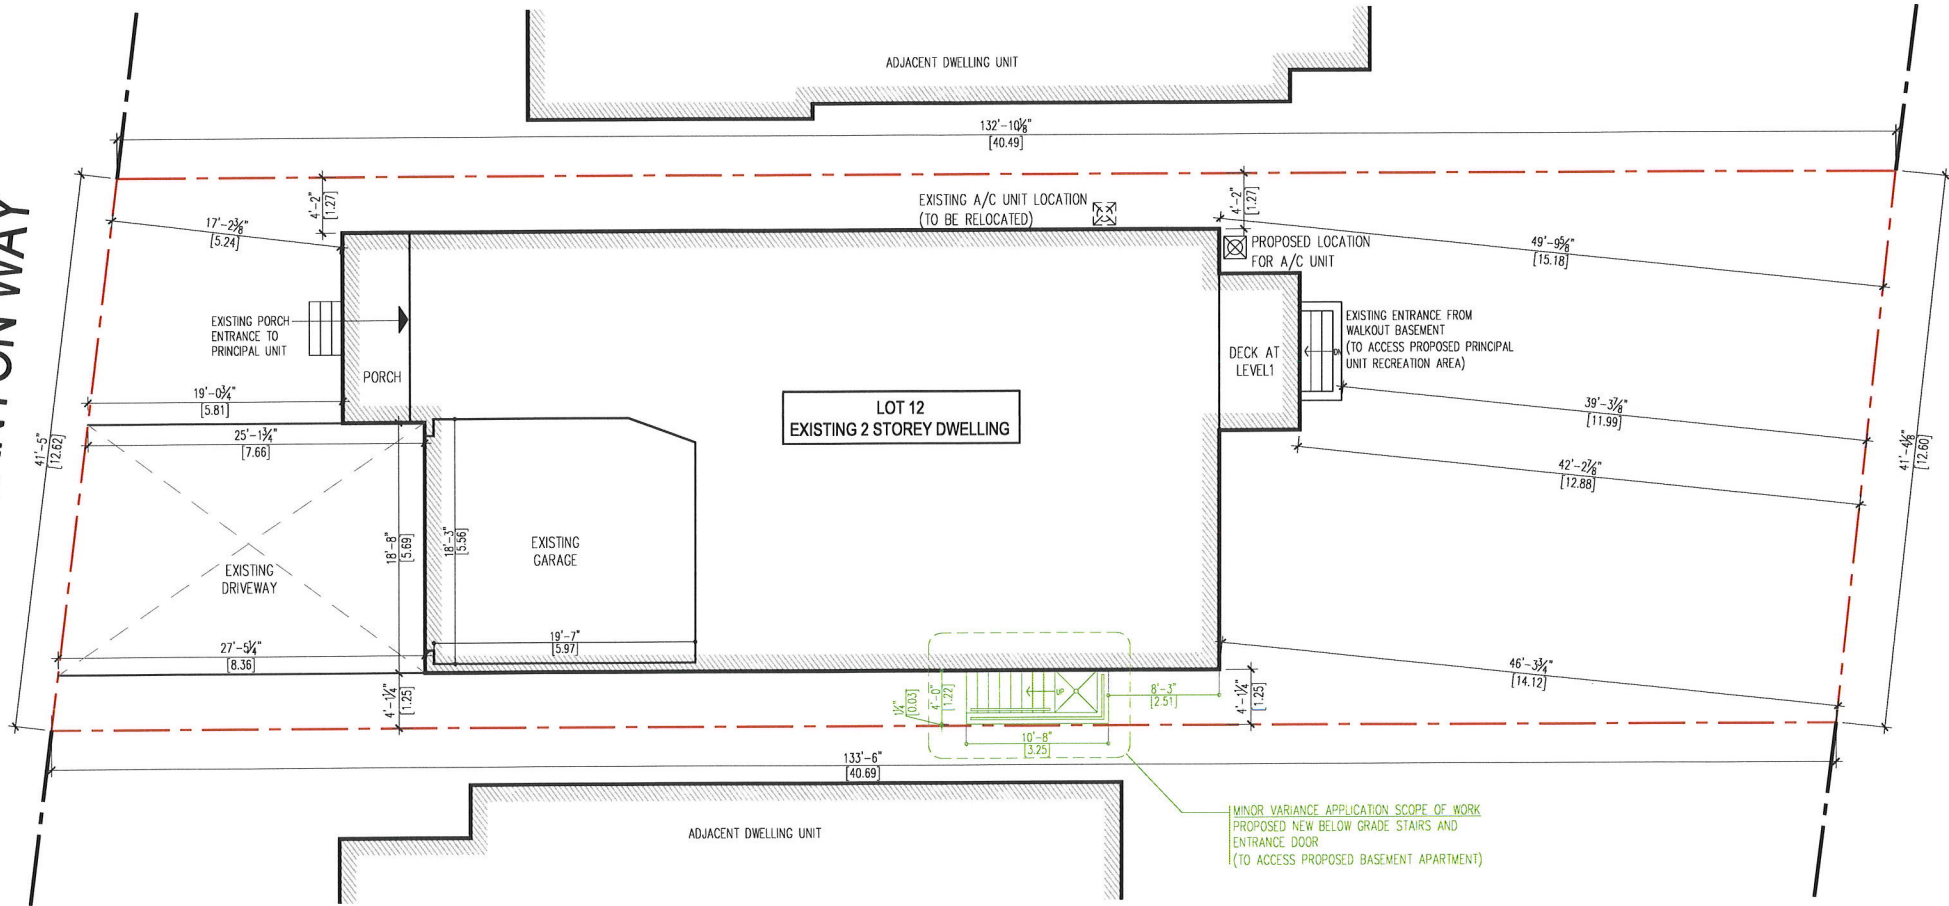 ADJACENT DWELLING UNIT
132'-10⅛"
[40.49]
4'-2"
[1.27]
EXISTING A/C UNIT LOCATION
(TO BE RELOCATED)
4'-2"
[1.27]
17'-2⅜"
[5.24]
PROPOSED LOCATION
FOR A/C UNIT
49'-9⅝"
[15.18]
EXISTING PORCH
ENTRANCE TO
PRINCIPAL UNIT
PORCH
DECK AT
LEVEL1
DN
EXISTING ENTRANCE FROM
WALKOUT BASEMENT
(TO ACCESS PROPOSED PRINCIPAL
UNIT RECREATION AREA)
19'-0¾"
[5.81]
LOT 12
EXISTING 2 STOREY DWELLING
39'-3⅞"
[11.99]
41'-5"
[12.62]
25'-1¾"
[7.66]
42'-2⅞"
[12.88]
[12.60]
18'-8"
[5.69]
18'-3"
[5.56]
EXISTING
GARAGE
EXISTING
DRIVEWAY
27'-5¼"
[8.36]
19'-7"
[5.97]
46'-3¾"
[14.12]
4'-1¼"
[1.25]
¼"
[0.03]
4'-0"
[1.22]
UP
8'-3"
[2.51]
4'-1¼"
[1.25]
10'-8"
[3.25]
133'-6"
[40.69]
ADJACENT DWELLING UNIT
MINOR VARIANCE APPLICATION SCOPE OF WORK
PROPOSED NEW BELOW GRADE STAIRS AND
ENTRANCE DOOR
(TO ACCESS PROPOSED BASEMENT APARTMENT)
WAY